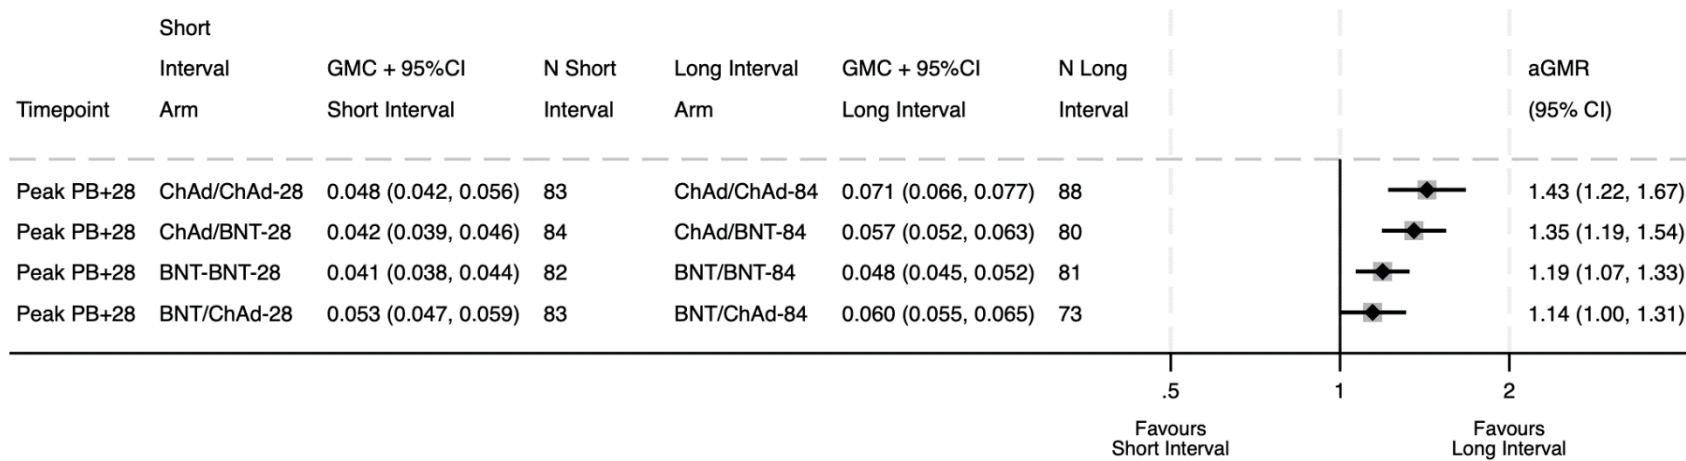 Short
Interval GMC + 95%CI N Short Long Interval GMC + 95%CI N Long aGMR
Timepoint Arm Short Interval Interval Arm Long Interval Interval (95% CI)
Peak PB+28 ChAd/ChAd-28 0.048 (0.042, 0.056) 83 ChAd/ChAd-84 0.071 (0.066, 0.077) 88 1.43 (1.22, 1.67)
Peak PB+28 ChAd/BNT-28 0.042 (0.039, 0.046) 84 ChAd/BNT-84 0.057 (0.052, 0.063) 80 1.35 (1.19, 1.54)
Peak PB+28 BNT-BNT-28 0.041 (0.038, 0.044) 82 BNT/BNT-84 0.048 (0.045, 0.052) 81 1.19 (1.07, 1.33)
Peak PB+28 BNT/ChAd-28 0.053 (0.047, 0.059) 83 BNT/ChAd-84 0.060 (0.055, 0.065) 73 1.14 (1.00, 1.31)
.5 1 2
Favours Favours
Short Interval Long Interval